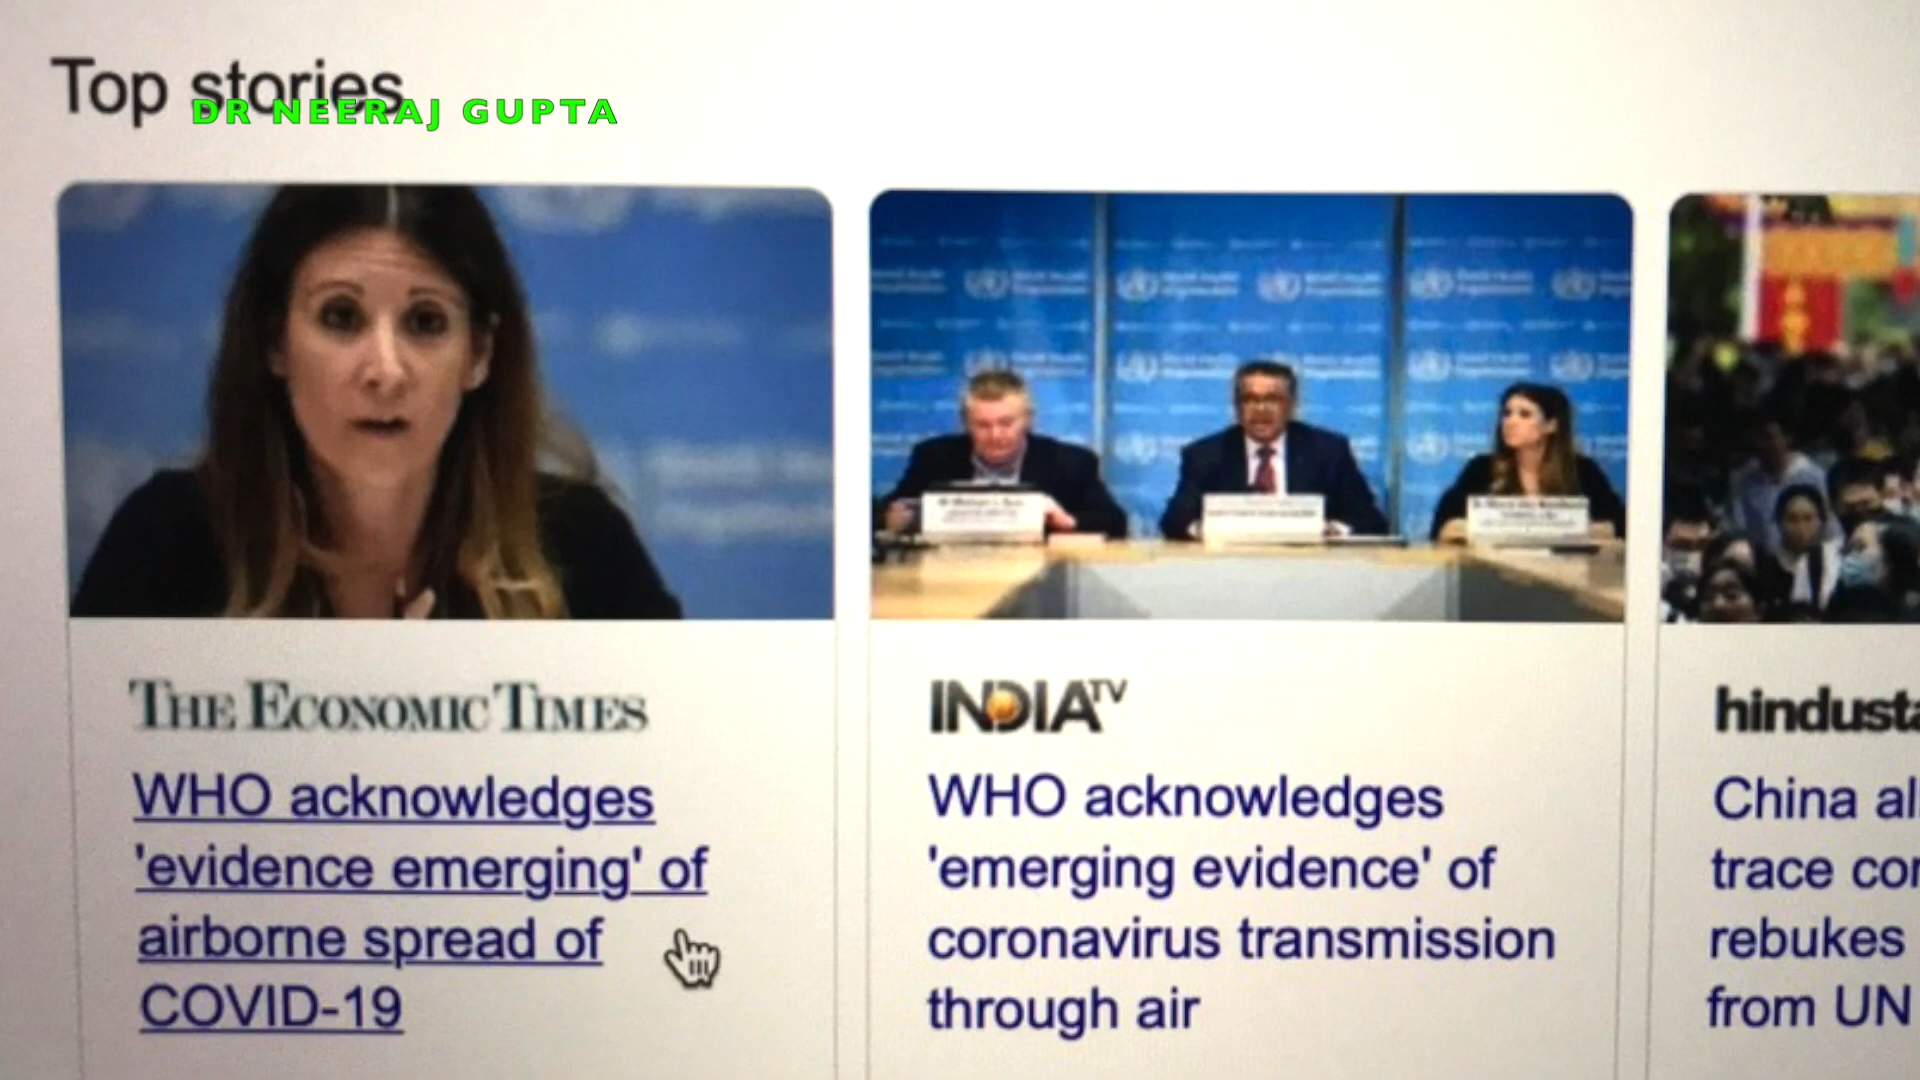 Top stories
DR NEERAJ GUPTA
THE ECONOMIC TIMES
WHO acknowledges
'evidence emerging' of
airborne spread of
COVID-19
INDIA TV
WHO acknowledges
'emerging evidence' of
coronavirus transmission
through air
hindusta
China al
trace cor
rebukes
from UN